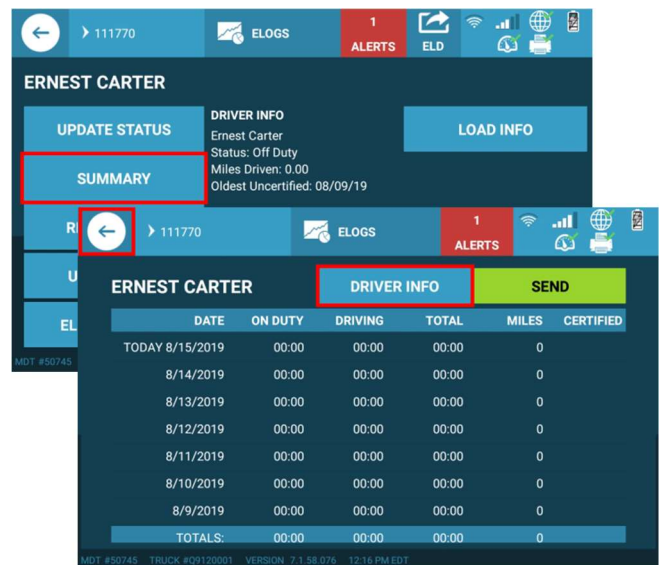 111770 ELOGS 1 ALERTS ELD
ERNEST CARTER
UPDATE STATUS
SUMMARY
R
U
EL
DRIVER INFO
Ernest Carter
Status: Off Duty
Miles Driven: 0.00
Oldest Uncertified: 08/09/19
LOAD INFO
MDT #50745
111770 ELOGS 1 ALERTS
ERNEST CARTER DRIVER INFO SEND
DATE ON DUTY DRIVING TOTAL MILES CERTIFIED
TODAY 8/15/2019 00:00 00:00 00:00 0
8/14/2019 00:00 00:00 00:00 0
8/13/2019 00:00 00:00 00:00 0
8/12/2019 00:00 00:00 00:00 0
8/11/2019 00:00 00:00 00:00 0
8/10/2019 00:00 00:00 00:00 0
8/9/2019 00:00 00:00 00:00 0
TOTALS: 00:00 00:00 00:00 0
MDT #50745 TRUCK #Q9120001 VERSION 7.1.58.076 12:16 PM EDT